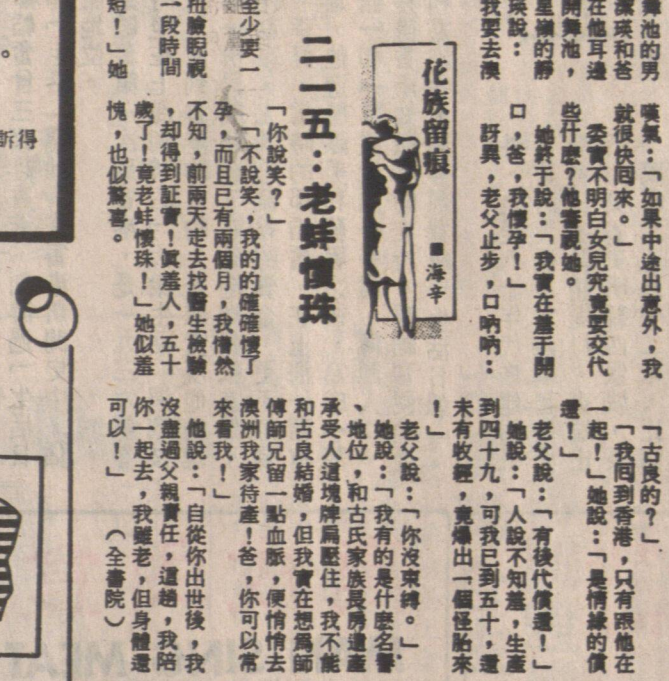 花族留痕
■海辛
二一五：老蚌懷珠
舞池的男
潔瑛和爸
在他耳邊
開舞池，
里嶺的靜
瑛說：
我要去澳
至少要一
扭臉睨視
一段時間
短！」她
嘆氣：「如果中途出意外，我
就很快回來。」
委實不明白女兒究竟要交代
些什麼？他審視她。
她終于說：「我實在羞于開
口，爸，我懷孕！」
訝異，老父止步，口吶吶：
「你說笑？」
「不說笑，我的的確確懷了
孕，而且已有兩個月，我懵然
不知，前兩天走去找醫生檢驗
，却得到証實！眞羞人，五十
歲了！竟老蚌懷珠！」她似羞
愧，也似驚喜。
「古良的？」
「我回到香港，只有跟他在
一起！」她說：「是情緣的償
還！」
老父說：「有後代償還！」
她說：「人說不知羞，生產
到四十九，可我已到五十，還
未有收經，竟爆出一個怪胎來
！」
老父說：「你沒束縛。」
她說：「我有的是什麼名譽
、地位，和古氏家族長房遺產
承受人這塊牌扁壓住，我不能
和古良結婚，但我實在想爲師
傅師兄留一點血脈，便悄悄去
澳洲我家待產！爸，你可以常
來看我！」
他說：「自從你出世後，我
沒盡過父親責任，這趟，我陪
你一起去，我雖老，但身體還
可以！」（全書院）
訴得